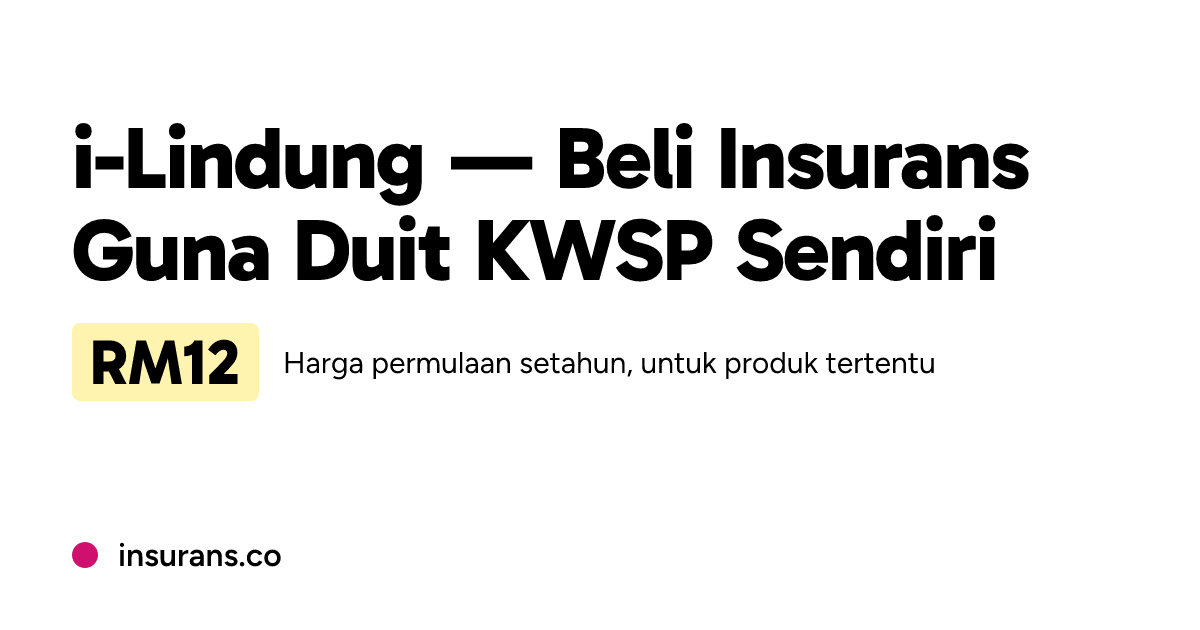 i-Lindung — Beli Insurans
Guna Duit KWSP Sendiri
RM12
Harga permulaan setahun, untuk produk tertentu
insurans.co